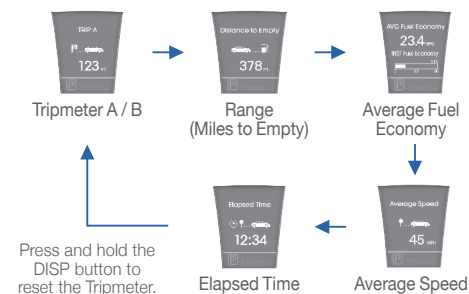 TRIP A
123 mi
Tripmeter A / B
Distance to Empty
378 mi
Range
(Miles to Empty)
AVG Fuel Economy
23.4 MPG
INST Fuel Economy
Average Fuel
Economy
Average Speed
45 MPH
Average Speed
Elapsed Time
12:34
Elapsed Time
Press and hold the
DISP button to
reset the Tripmeter.